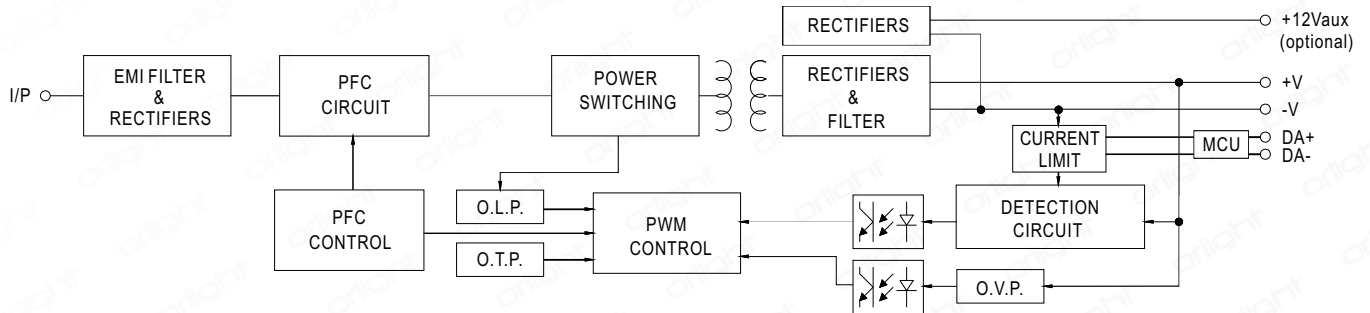 RECTIFIERS
+12Vaux
(optional)
I/P
EMI FILTER
&
RECTIFIERS
PFC
CIRCUIT
POWER
SWITCHING
RECTIFIERS
&
FILTER
+V
-V
CURRENT
LIMIT
MCU
DA+
DA-
PFC
CONTROL
O.L.P.
O.T.P.
PWM
CONTROL
DETECTION
CIRCUIT
O.V.P.
orlight